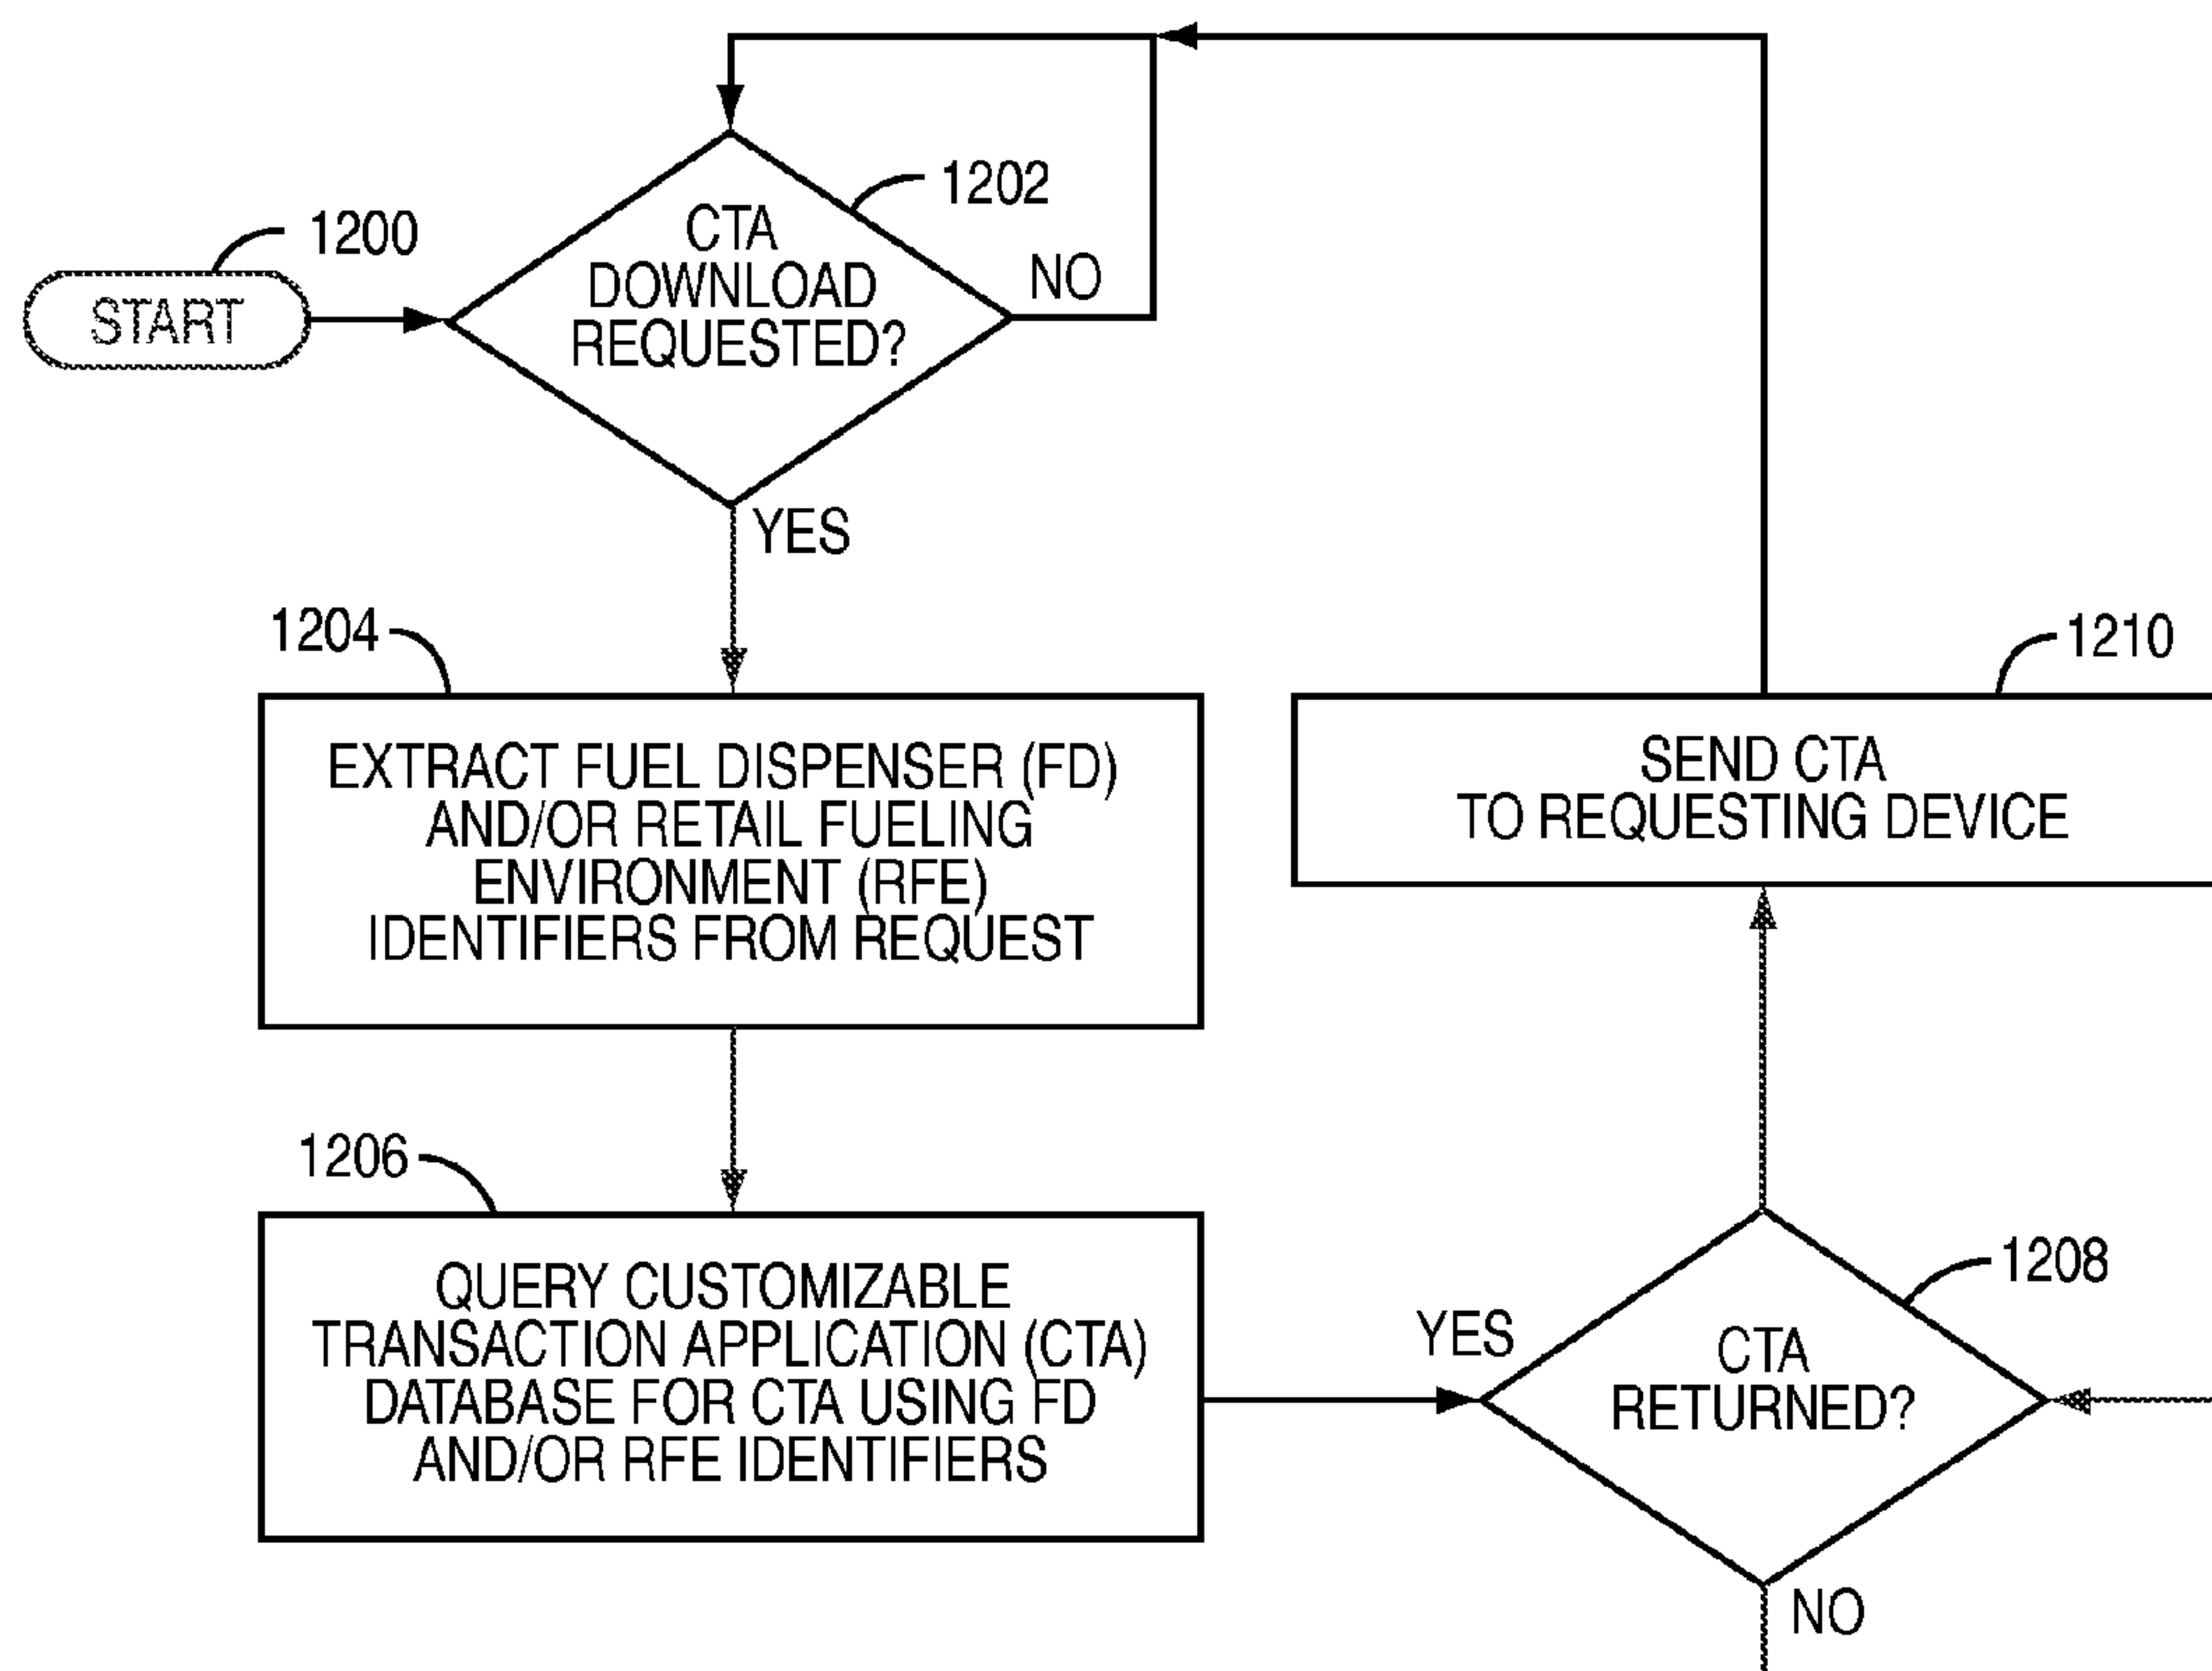 1200
START
1202
CTA
DOWNLOAD
REQUESTED?
NO
YES
1204
EXTRACT FUEL DISPENSER (FD)
AND/OR RETAIL FUELING
ENVIRONMENT (RFE)
IDENTIFIERS FROM REQUEST
1206
QUERY CUSTOMIZABLE
TRANSACTION APPLICATION (CTA)
DATABASE FOR CTA USING FD
AND/OR RFE IDENTIFIERS
1210
SEND CTA
TO REQUESTING DEVICE
1208
YES
CTA
RETURNED?
NO